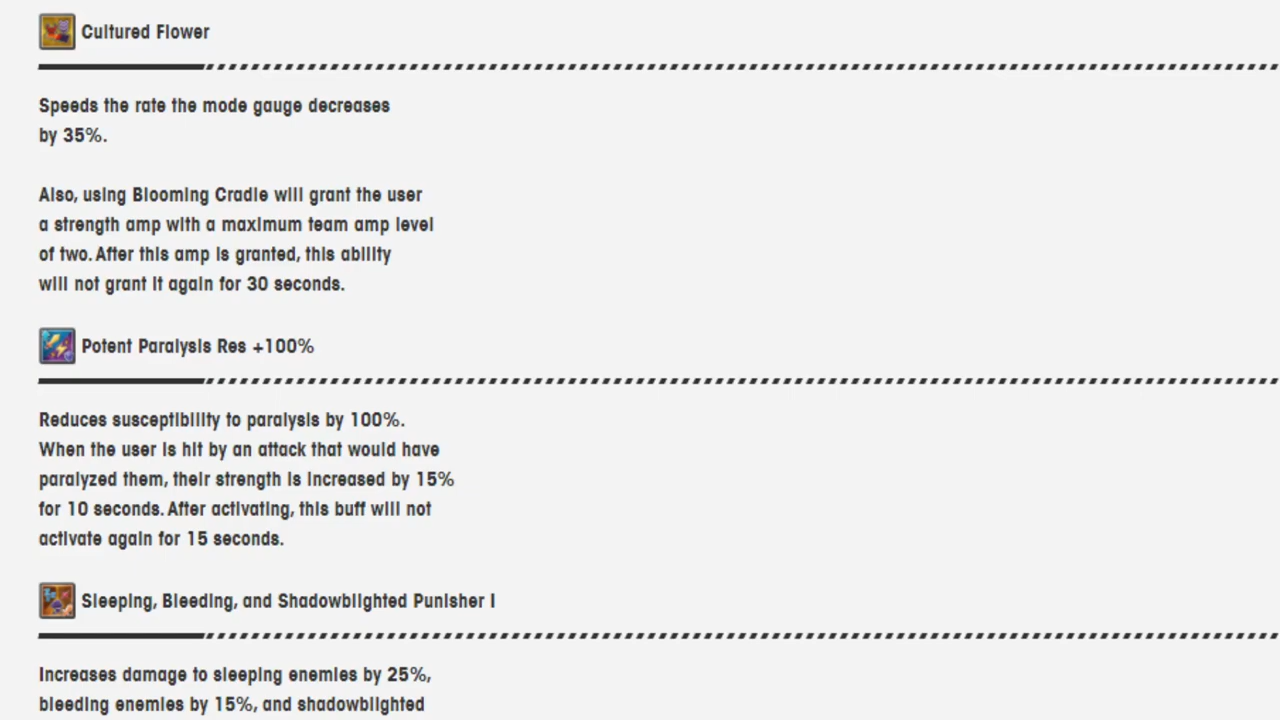 Cultured Flower
Speeds the rate the mode gauge decreases
by 35%.
Also, using Blooming Cradle will grant the user
a strength amp with a maximum team amp level
of two. After this amp is granted, this ability
will not grant it again for 30 seconds.
Potent Paralysis Res +100%
Reduces susceptibility to paralysis by 100%.
When the user is hit by an attack that would have
paralyzed them, their strength is increased by 15%
for 10 seconds. After activating, this buff will not
activate again for 15 seconds.
Sleeping, Bleeding, and Shadowblighted Punisher I
Increases damage to sleeping enemies by 25%,
bleeding enemies by 15%, and shadowblighted